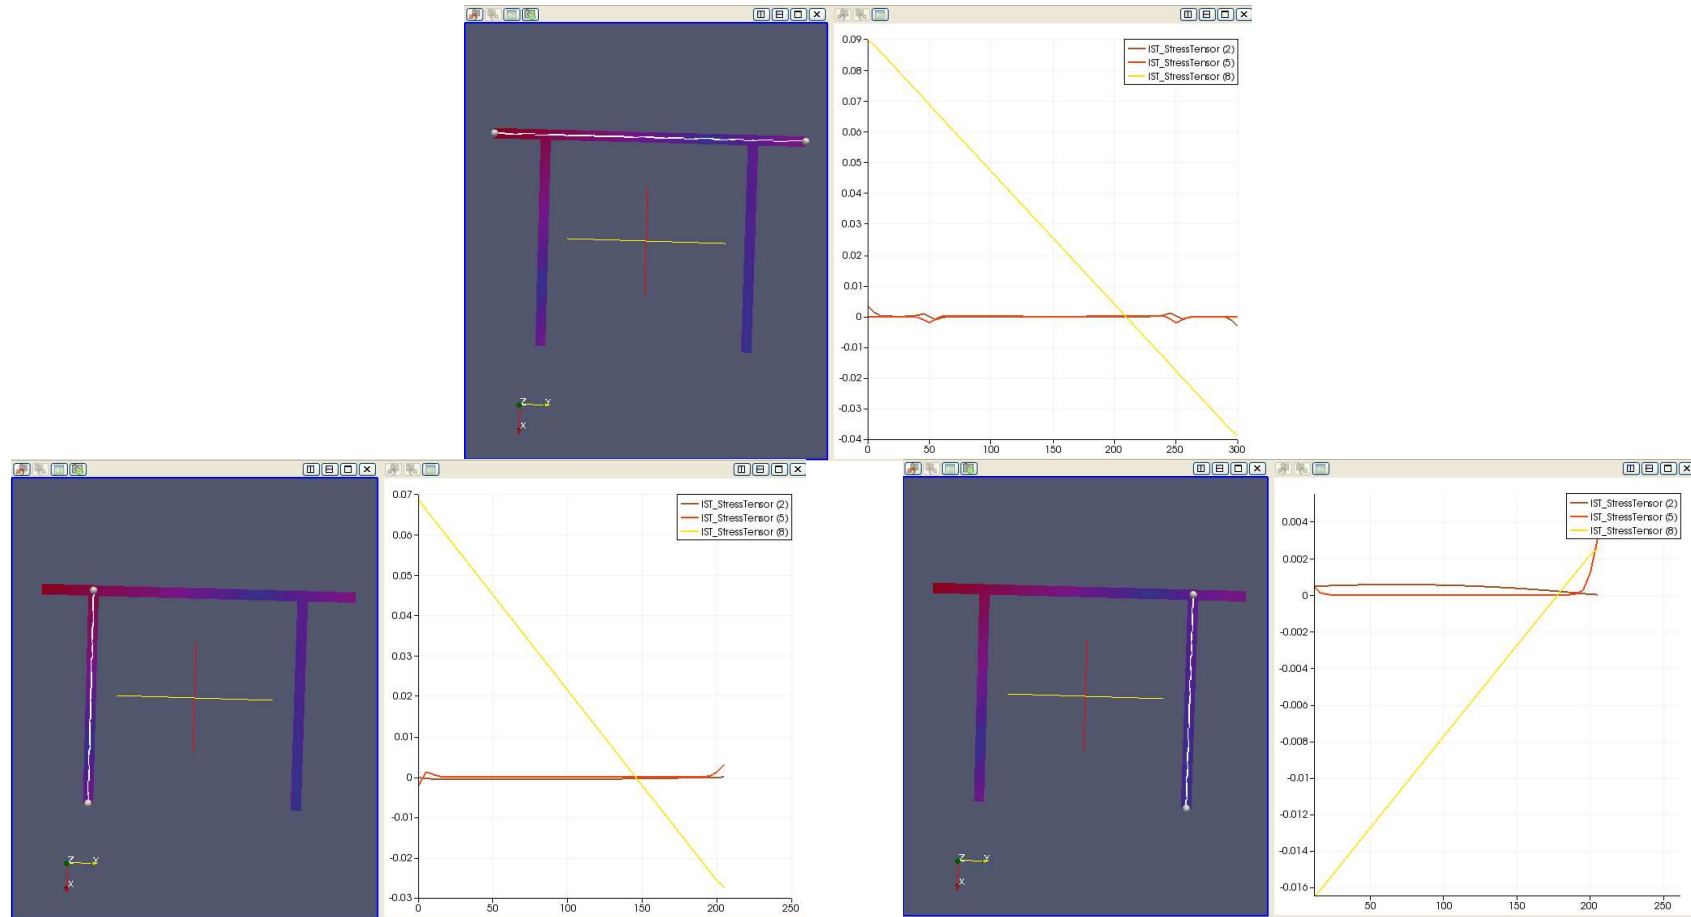 IST_StressTensor (2)
IST_StressTensor (5)
IST_StressTensor (8)
0.09
0.08
0.07
0.06
0.05
0.04
0.03
0.02
0.01
0
-0.01
-0.02
-0.03
-0.04
0 50 100 150 200 250 300
Z Y
X
IST_StressTensor (2)
IST_StressTensor (5)
IST_StressTensor (8)
0.07
0.06
0.05
0.04
0.03
0.02
0.01
0
-0.01
-0.02
-0.03
0 50 100 150 200 250
Z Y
X
IST_StressTensor (2)
IST_StressTensor (5)
IST_StressTensor (8)
0.004
0.002
0
-0.002
-0.004
-0.006
-0.008
-0.01
-0.012
-0.014
-0.016
50 100 150 200 250
Z Y
X